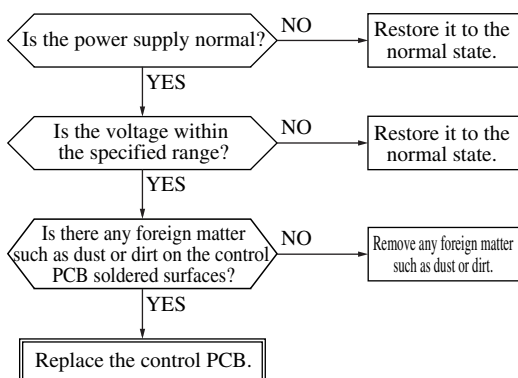 Is the power supply normal?
NO
Restore it to the
normal state.
YES
Is the voltage within
the specified range?
NO
Restore it to the
normal state.
YES
Is there any foreign matter
such as dust or dirt on the control
PCB soldered surfaces?
NO
Remove any foreign matter
such as dust or dirt.
YES
Replace the control PCB.